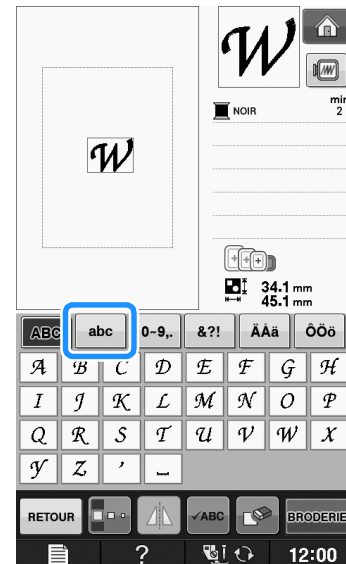 W
W
NOIR
min
2
34.1 mm
45.1 mm
ABC abc 0~9,. &?! ÄÀä ÔÖö
A B C D E F G H
I J K L M N O P
Q R S T U V W X
Y Z ' ⎵
RETOUR ✓ABC BRODERIE
? 12:00